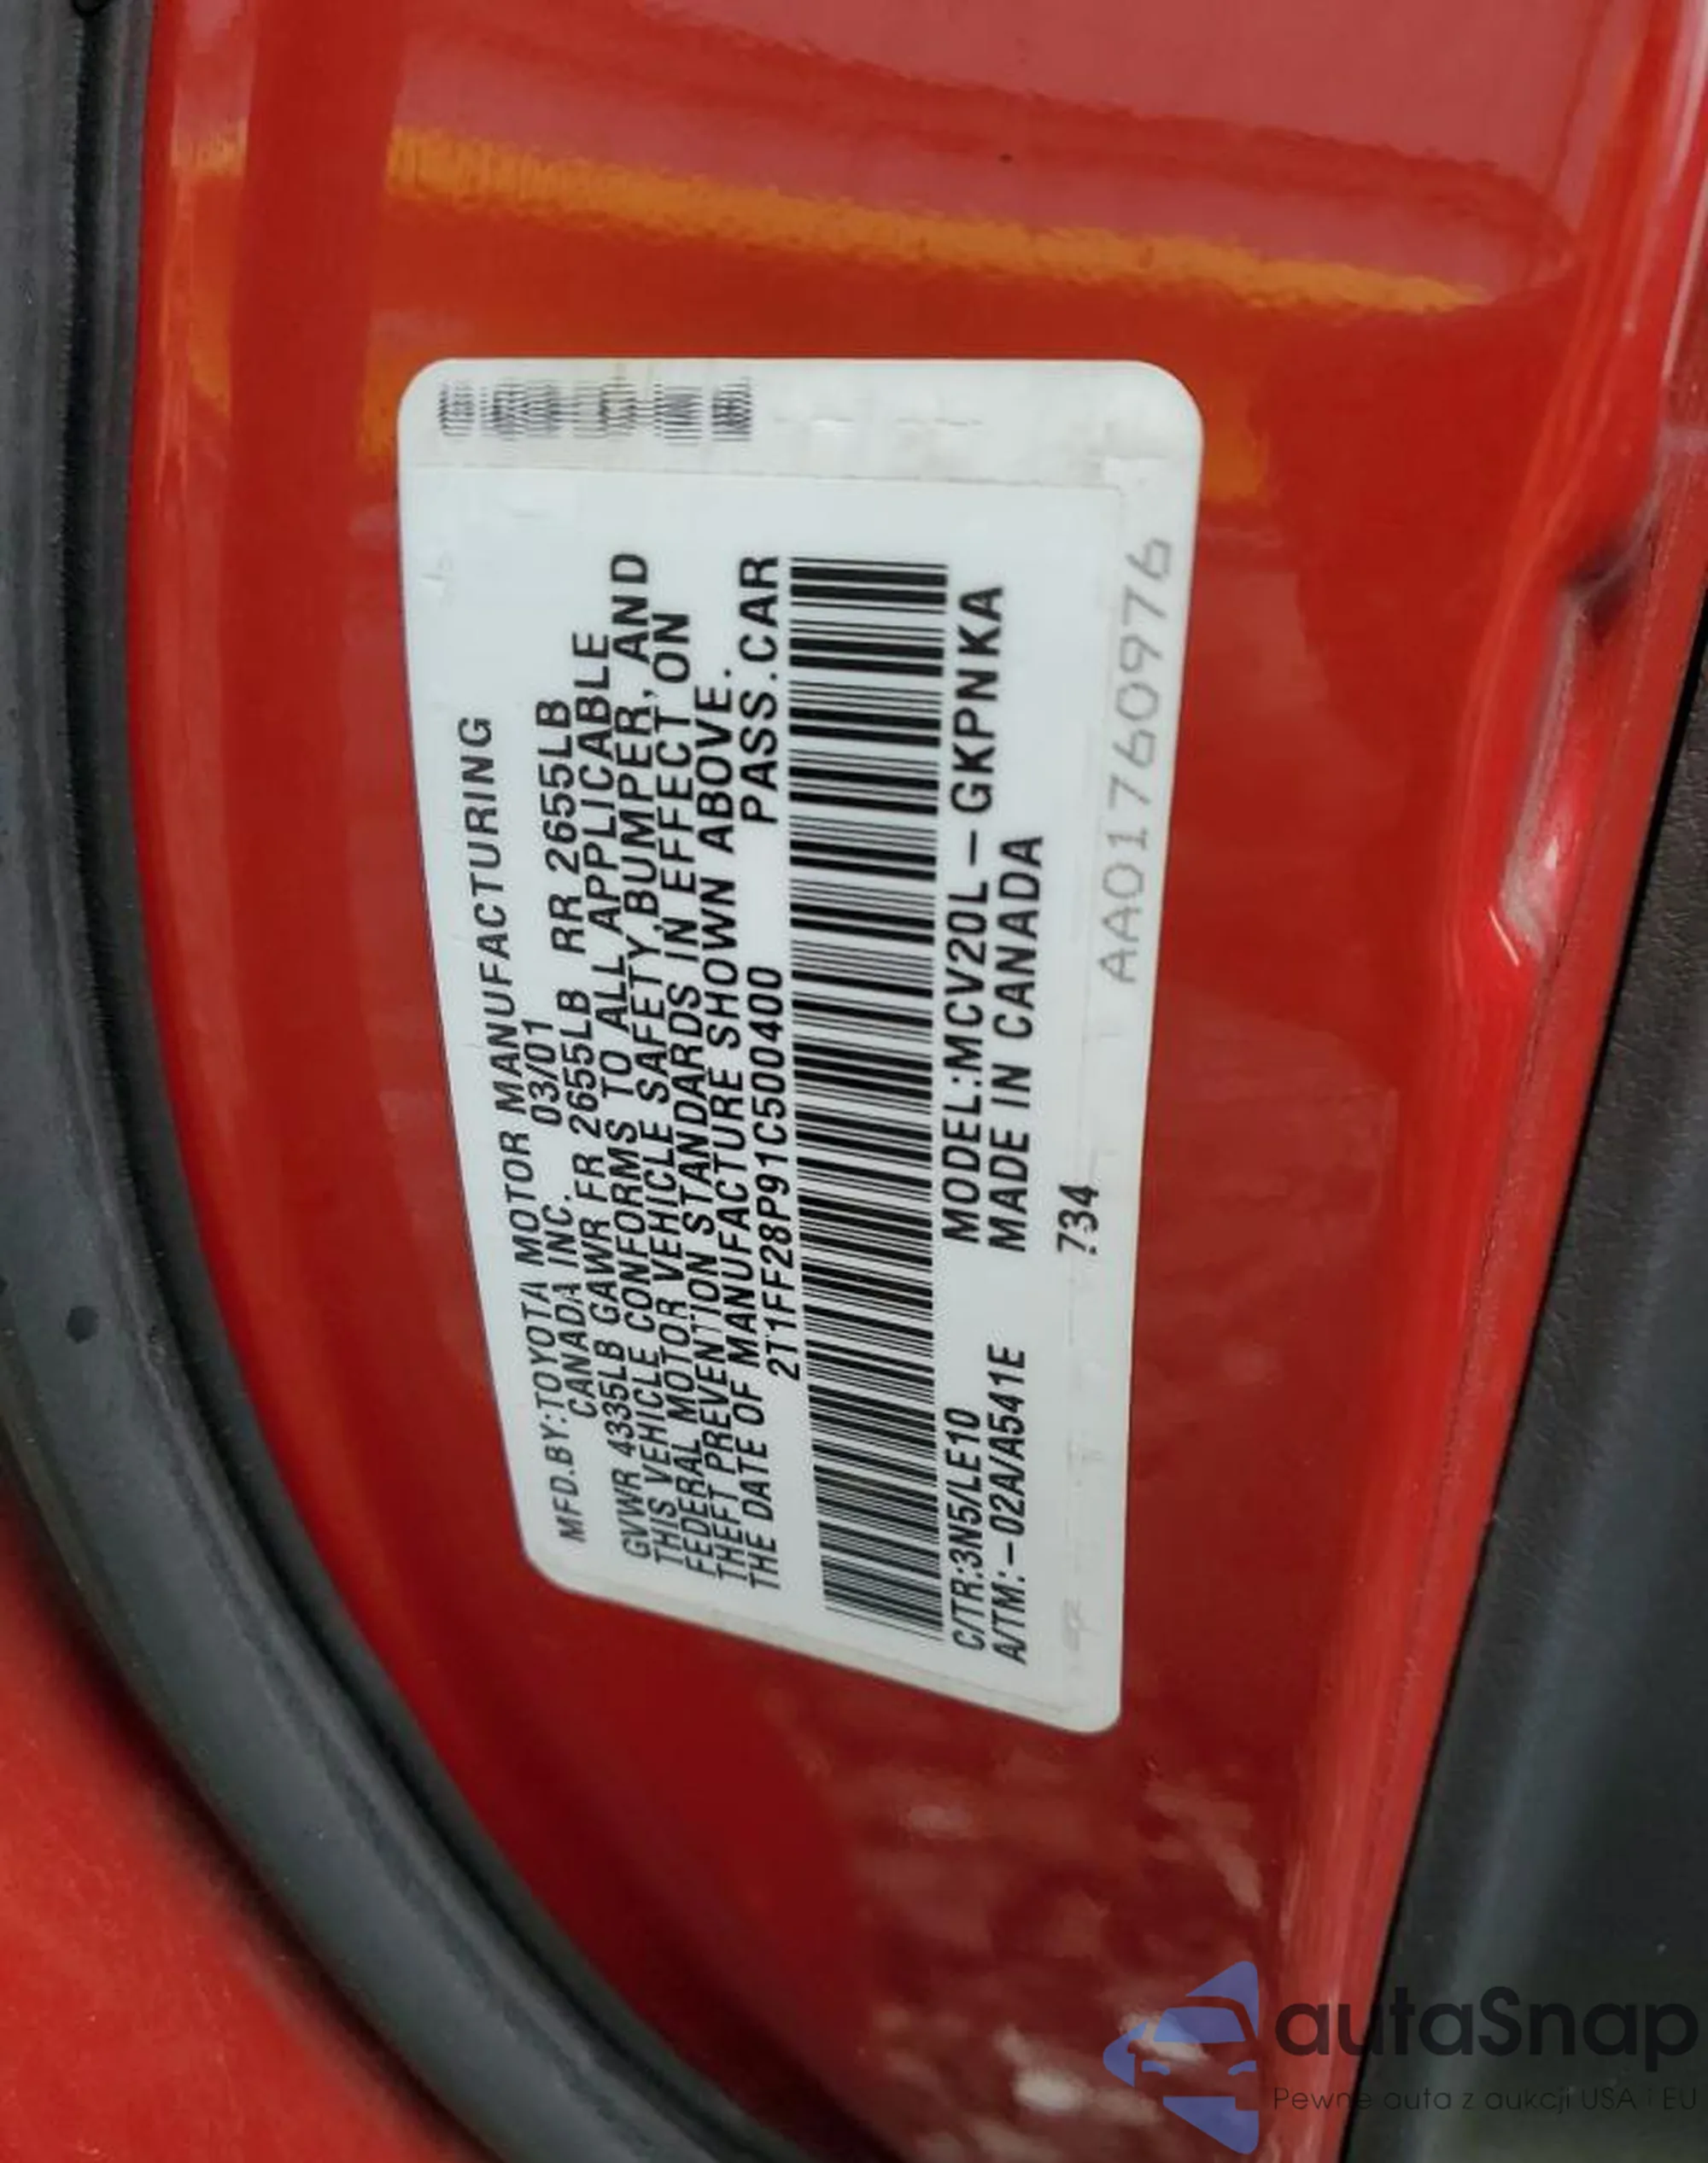 MFD.BY:TOYOTA MOTOR MANUFACTURING
CANADA INC. 03/01
GVWR 4335LB GAWR FR 2655LB RR 2655LB
THIS VEHICLE CONFORMS TO ALL APPLICABLE
FEDERAL MOTOR VEHICLE SAFETY,BUMPER, AND
THEFT PREVENTION STANDARDS IN EFFECT ON
THE DATE OF MANUFACTURE SHOWN ABOVE.
2T1FF28P91C500400 PASS.CAR
C/TR:3N5/LE10 MODEL:MCV20L-GKPNKA
A/TM:-02A/A541E MADE IN CANADA
734
AA01760976
autaSnap
Pewne auta z aukcji USA i EU